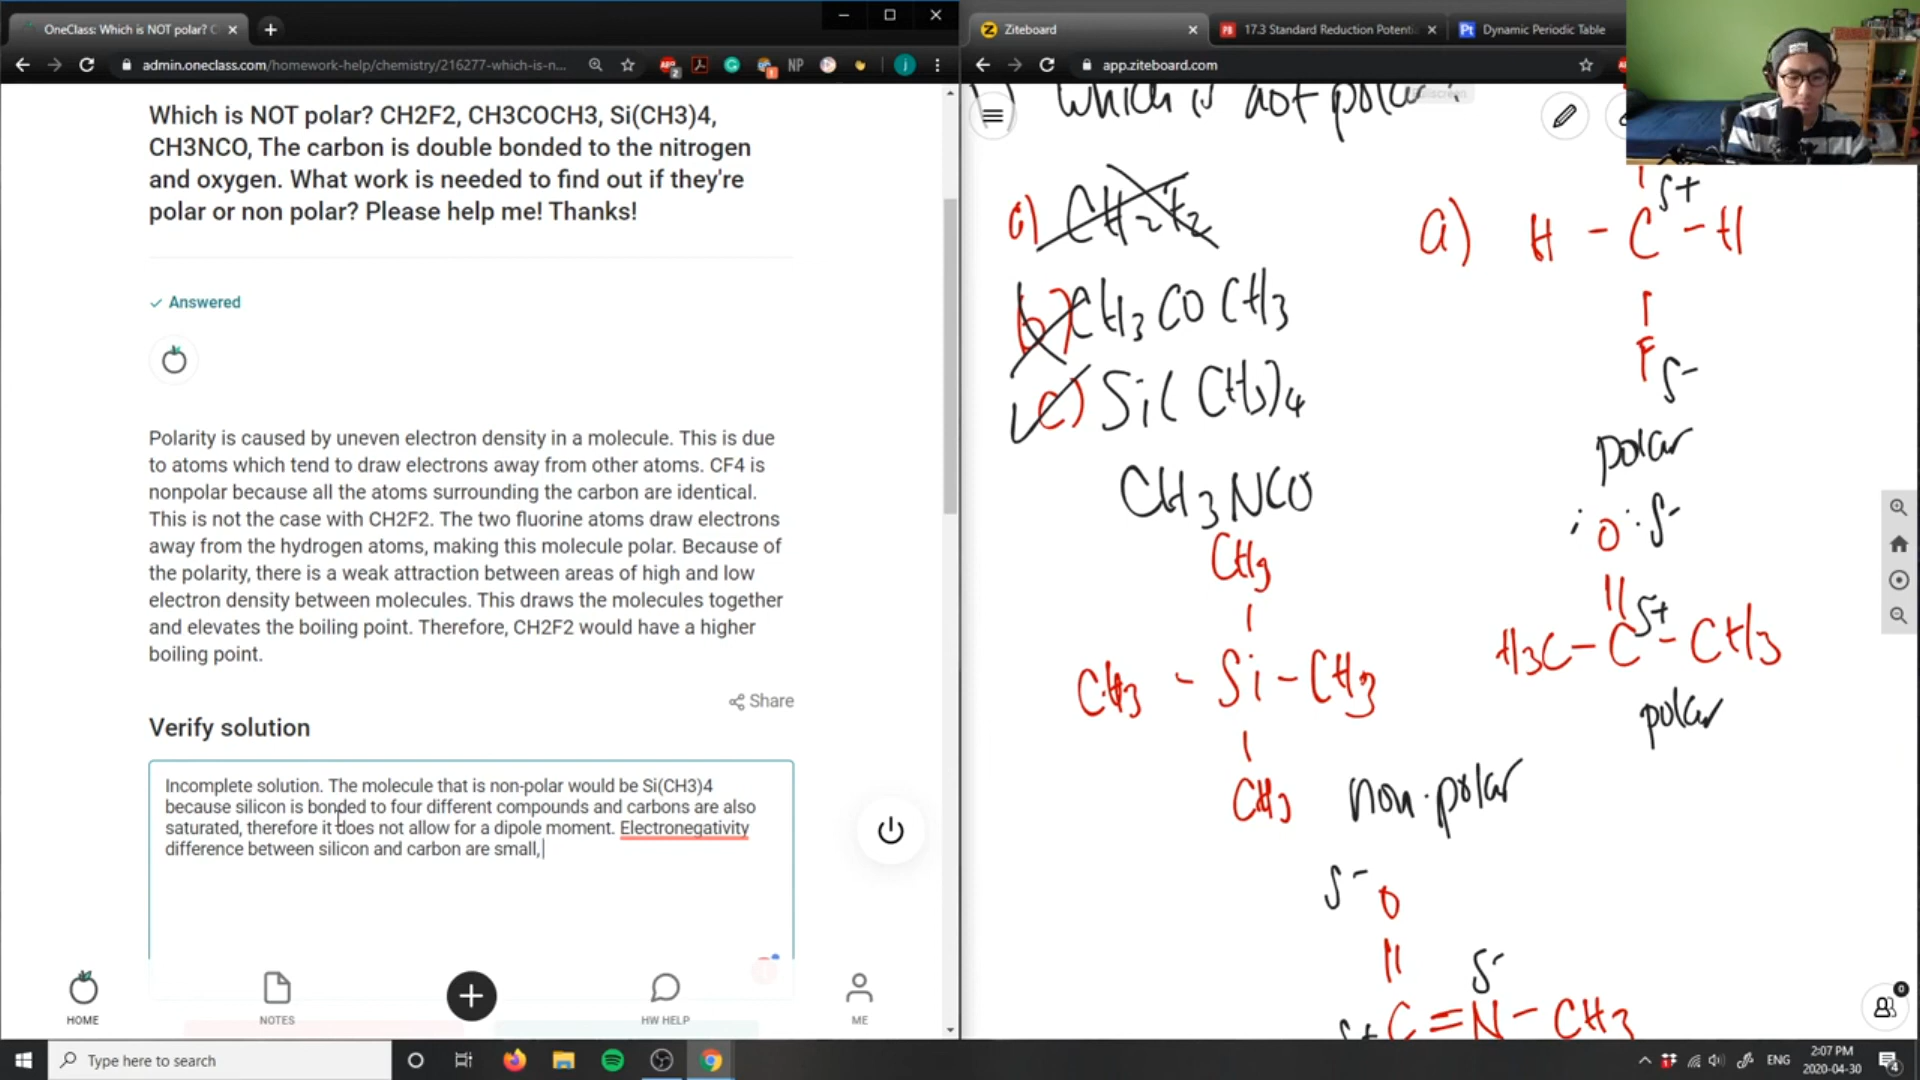 OneClass: Which is NOT polar? C
admin.oneclass.com/homework-help/chemistry/216277-which-is-n...
NP
j
Which is NOT polar? CH2F2, CH3COCH3, Si(CH3)4,
CH3NCO, The carbon is double bonded to the nitrogen
and oxygen. What work is needed to find out if they're
polar or non polar? Please help me! Thanks!
Answered
Polarity is caused by uneven electron density in a molecule. This is due
to atoms which tend to draw electrons away from other atoms. CF4 is
nonpolar because all the atoms surrounding the carbon are identical.
This is not the case with CH2F2. The two fluorine atoms draw electrons
away from the hydrogen atoms, making this molecule polar. Because of
the polarity, there is a weak attraction between areas of high and low
electron density between molecules. This draws the molecules together
and elevates the boiling point. Therefore, CH2F2 would have a higher
boiling point.
Share
Verify solution
Incomplete solution. The molecule that is non-polar would be Si(CH3)4
because silicon is bonded to four different compounds and carbons are also
saturated, therefore it does not allow for a dipole moment. Electronegativity
difference between silicon and carbon are small,
HOME
NOTES
HW HELP
ME
Ziteboard
17.3 Standard Reduction Potenti
Dynamic Periodic Table
app.ziteboard.com
which is not polar?
a) CH2F2
b) CH3COCH3
c) Si(CH3)4
CH3NCO
CH3
CH3 - Si - CH3
CH3
non-polar
a) H - C - H
δ+
F
δ-
polar
O δ-
δ+
H3C - C - CH3
polar
δ- O
δ-
δ+ C = N - CH3
0
Type here to search
ENG
2:07 PM
2020-04-30
4